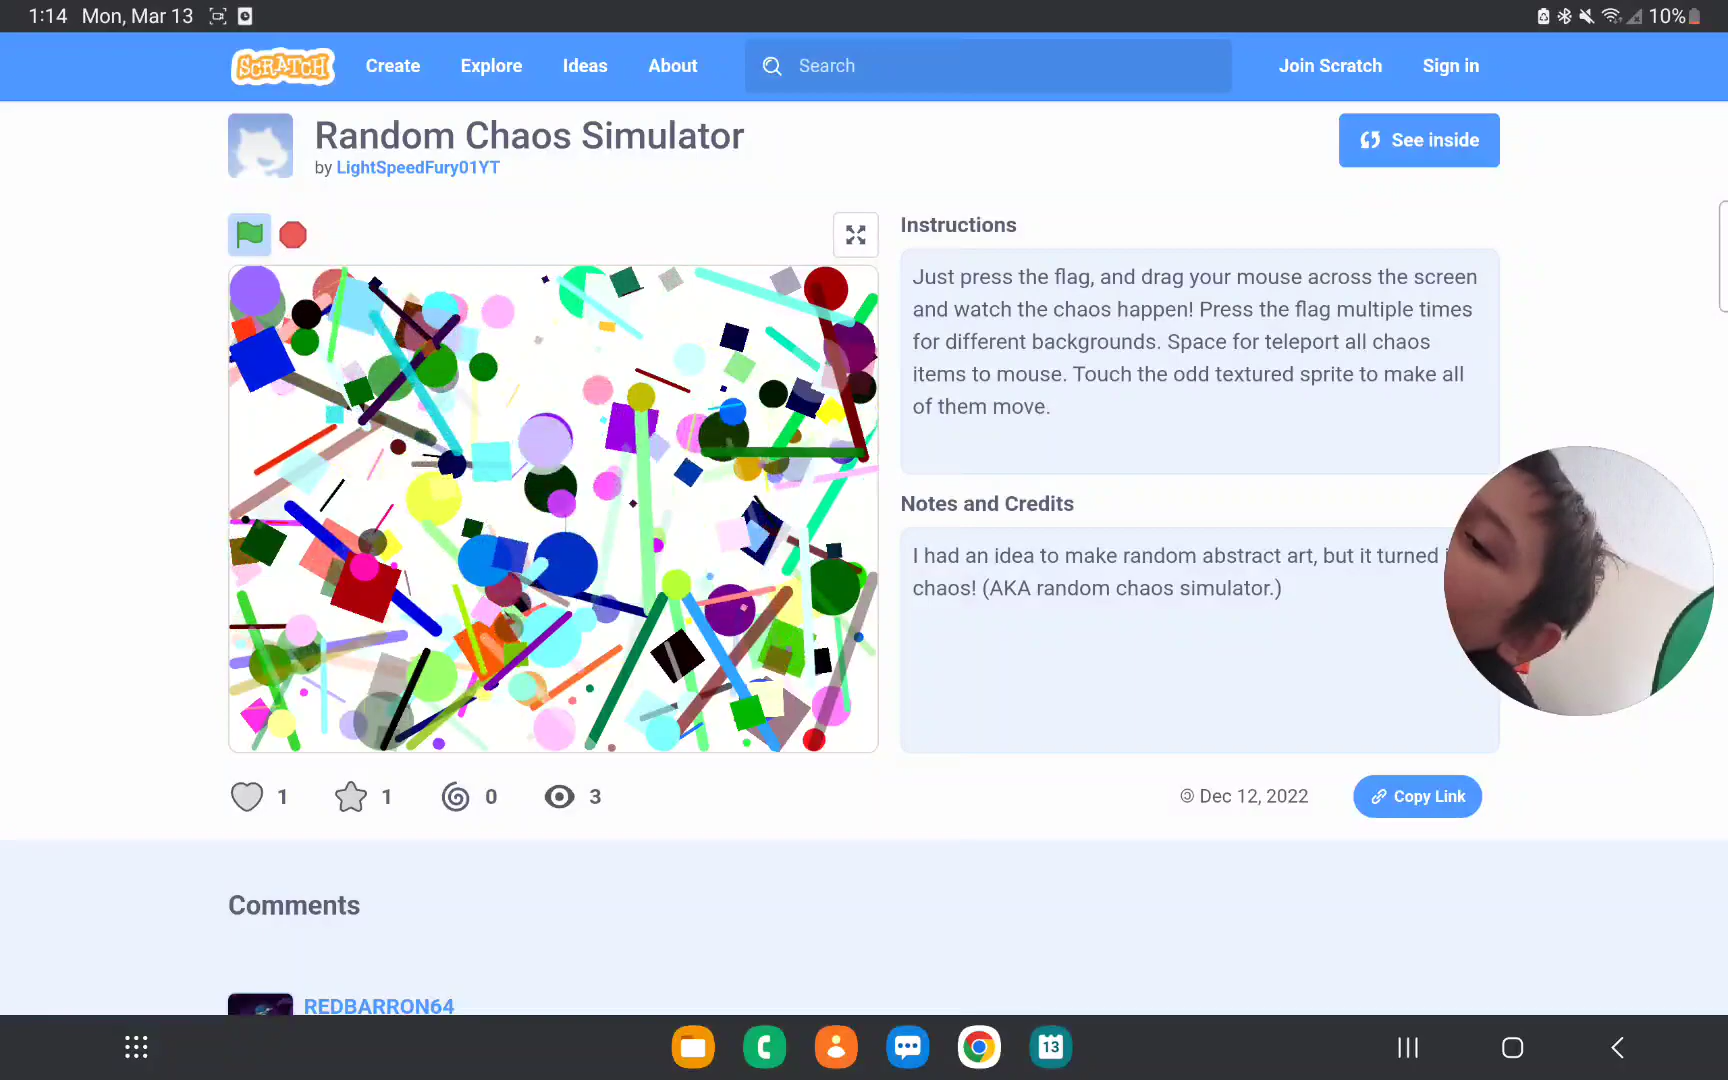 1:14 Mon, Mar 13
10%
SCRATCH Create Explore Ideas About Search Join Scratch Sign in
Random Chaos Simulator
by LightSpeedFury01YT
See inside
Instructions
Just press the flag, and drag your mouse across the screen
and watch the chaos happen! Press the flag multiple times
for different backgrounds. Space for teleport all chaos
items to mouse. Touch the odd textured sprite to make all
of them move.
Notes and Credits
I had an idea to make random abstract art, but it turned
chaos! (AKA random chaos simulator.)
1 1 0 3
Dec 12, 2022
Copy Link
Comments
REDBARRON64
13